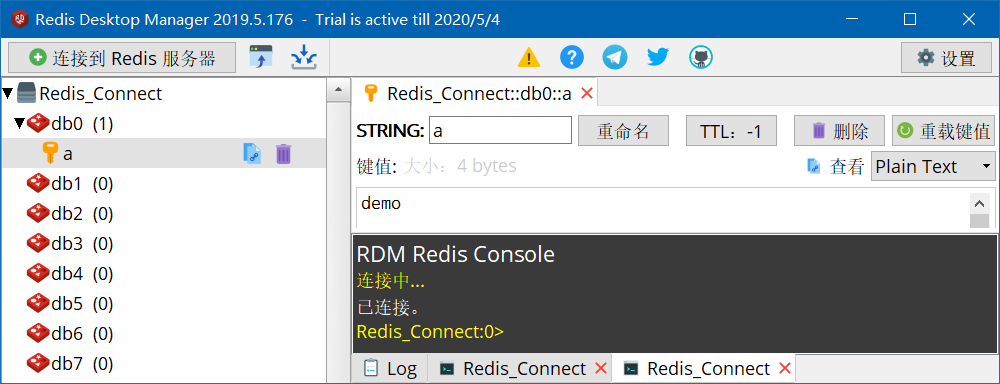 Redis Desktop Manager 2019.5.176 - Trial is active till 2020/5/4
连接到 Redis 服务器
设置
Redis_Connect
db0 (1)
a
db1 (0)
db2 (0)
db3 (0)
db4 (0)
db5 (0)
db6 (0)
db7 (0)
Redis_Connect::db0::a
STRING: a 重命名 TTL：-1 删除 重载键值
键值: 大小：4 bytes 查看 Plain Text
demo
RDM Redis Console
连接中...
已连接。
Redis_Connect:0>
Log Redis_Connect Redis_Connect